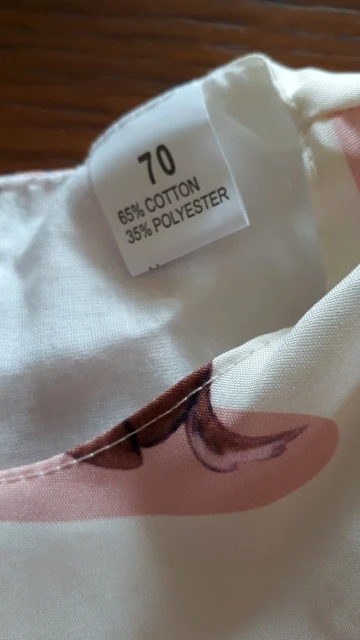 70
65% COTTON
35% POLYESTER